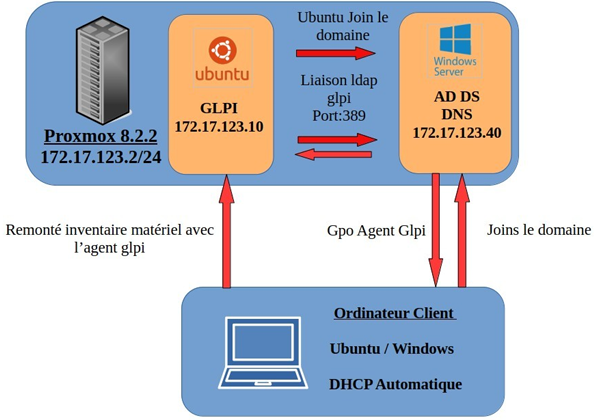 Proxmox 8.2.2
172.17.123.2/24
ubuntu
GLPI
172.17.123.10
Ubuntu Join le
domaine
Liaison ldap
glpi
Port:389
Windows
Server
AD DS
DNS
172.17.123.40
Remonté inventaire matériel avec
l’agent glpi
Gpo Agent Glpi
Joins le domaine
Ordinateur Client
Ubuntu / Windows
DHCP Automatique